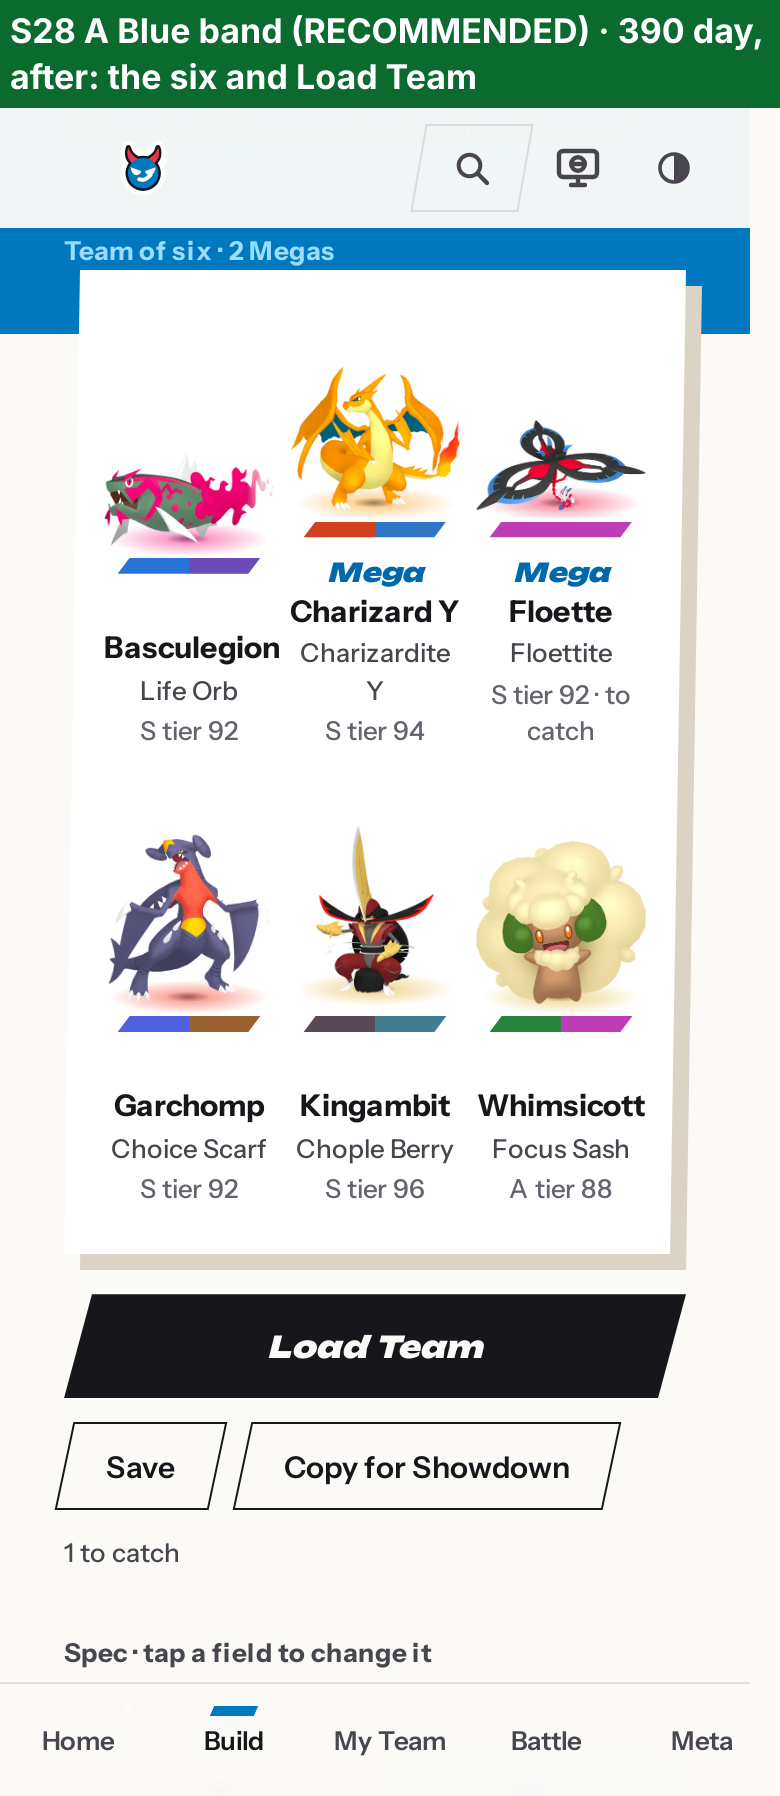 S28 A Blue band (RECOMMENDED) · 390 day,
after: the six and Load Team
Team of six · 2 Megas
Basculegion
Life Orb
S tier 92
Mega
Charizard Y
Charizardite
Y
S tier 94
Mega
Floette
Floettite
S tier 92 · to
catch
Garchomp
Choice Scarf
S tier 92
Kingambit
Chople Berry
S tier 96
Whimsicott
Focus Sash
A tier 88
Load Team
Save
Copy for Showdown
1 to catch
Spec · tap a field to change it
Home
Build
My Team
Battle
Meta